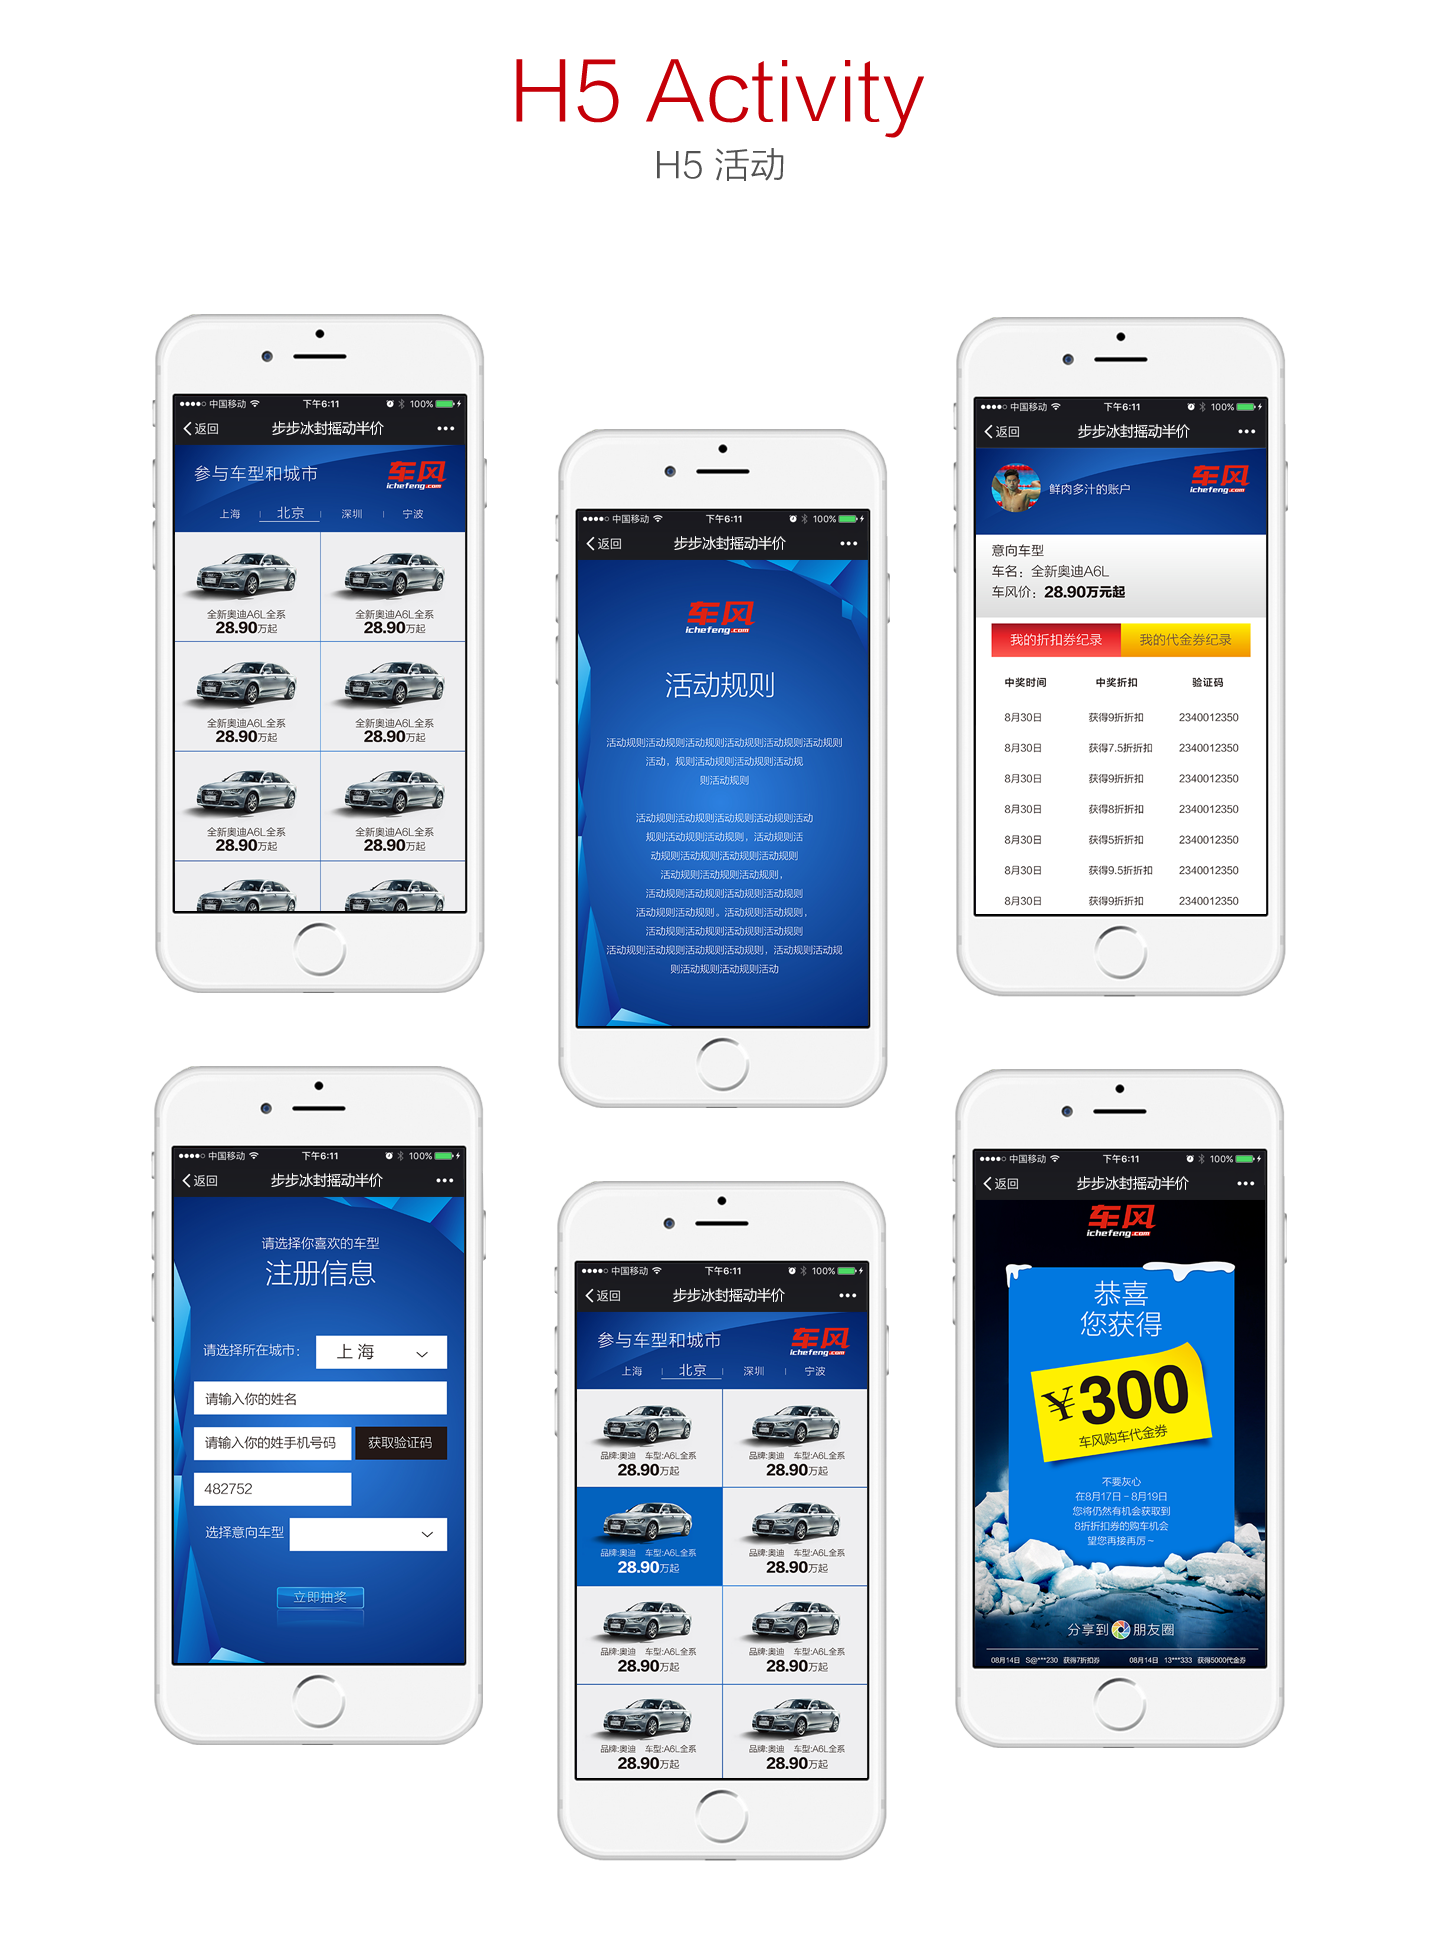 H5 Activity
H5 活动
中国移动 下午6:11 100%
返回 步步冰封摇动半价
参与车型和城市 车风
ichefeng.com
上海 北京 深圳 宁波
全新奥迪A6L全系 全新奥迪A6L全系
28.90万起 28.90万起
全新奥迪A6L全系 全新奥迪A6L全系
28.90万起 28.90万起
全新奥迪A6L全系 全新奥迪A6L全系
28.90万起 28.90万起
中国移动 下午6:11 100%
返回 步步冰封摇动半价
车风
ichefeng.com
活动规则
活动规则活动规则活动规则活动规则活动规则活动规则
活动，规则活动规则活动规则活动规
则活动规则
活动规则活动规则活动规则活动规则活动
规则活动规则活动规则，活动规则活
动规则活动规则活动规则活动规则
活动规则活动规则活动规则，
活动规则活动规则活动规则活动规则
活动规则活动规则。活动规则活动规则，
活动规则活动规则活动规则活动规则
活动规则活动规则活动规则活动规则，活动规则活动规
则活动规则活动规则活动
中国移动 下午6:11 100%
返回 步步冰封摇动半价
车风
ichefeng.com
鲜肉多汁的账户
意向车型
车名：全新奥迪A6L
车风价：28.90万元起
我的折扣券纪录 我的代金券纪录
中奖时间 中奖折扣 验证码
8月30日 获得9折折扣 2340012350
8月30日 获得7.5折折扣 2340012350
8月30日 获得9折折扣 2340012350
8月30日 获得8折折扣 2340012350
8月30日 获得5折折扣 2340012350
8月30日 获得9.5折折扣 2340012350
8月30日 获得9折折扣 2340012350
中国移动 下午6:11 100%
返回 步步冰封摇动半价
请选择你喜欢的车型
注册信息
请选择所在城市： 上海
请输入你的姓名
请输入你的姓手机号码 获取验证码
482752
选择意向车型
立即抽奖
中国移动 下午6:11 100%
返回 步步冰封摇动半价
参与车型和城市 车风
ichefeng.com
上海 北京 深圳 宁波
品牌:奥迪 车型:A6L全系 品牌:奥迪 车型:A6L全系
28.90万起 28.90万起
品牌:奥迪 车型:A6L全系 品牌:奥迪 车型:A6L全系
28.90万起 28.90万起
品牌:奥迪 车型:A6L全系 品牌:奥迪 车型:A6L全系
28.90万起 28.90万起
品牌:奥迪 车型:A6L全系 品牌:奥迪 车型:A6L全系
28.90万起 28.90万起
中国移动 下午6:11 100%
返回 步步冰封摇动半价
车风
ichefeng.com
恭喜
您获得
¥300
车风购车代金券
不要灰心
在8月17日－8月19日
您将仍然有机会获取到
8折折扣券的购车机会
望您再接再厉～
分享到 朋友圈
08月14日 S@***230 获得7折扣券 08月14日 13***333 获得5000代金券